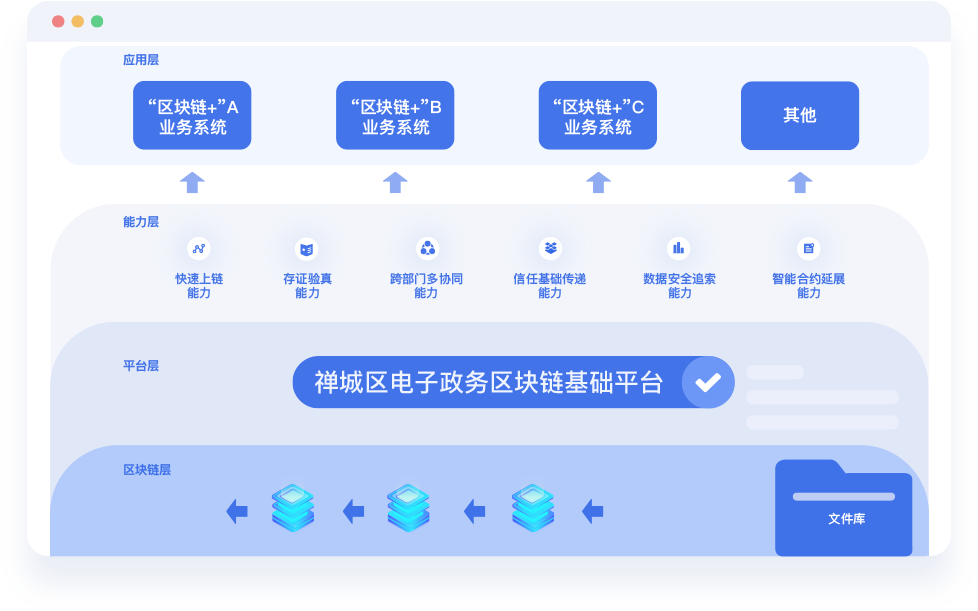 应用层
“区块链+”A
业务系统
“区块链+”B
业务系统
“区块链+”C
业务系统
其他
能力层
快速上链
能力
存证验真
能力
跨部门多协同
能力
信任基础传递
能力
数据安全追索
能力
智能合约延展
能力
平台层
禅城区电子政务区块链基础平台
区块链层
文件库